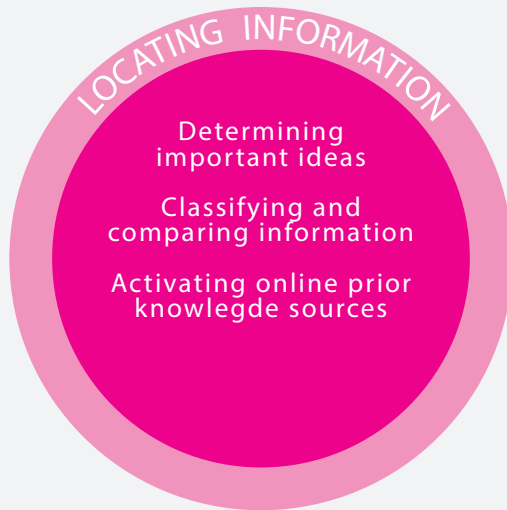 LOCATING INFORMATION
Determining
important ideas
Classifying and
comparing information
Activating online prior
knowlegde sources